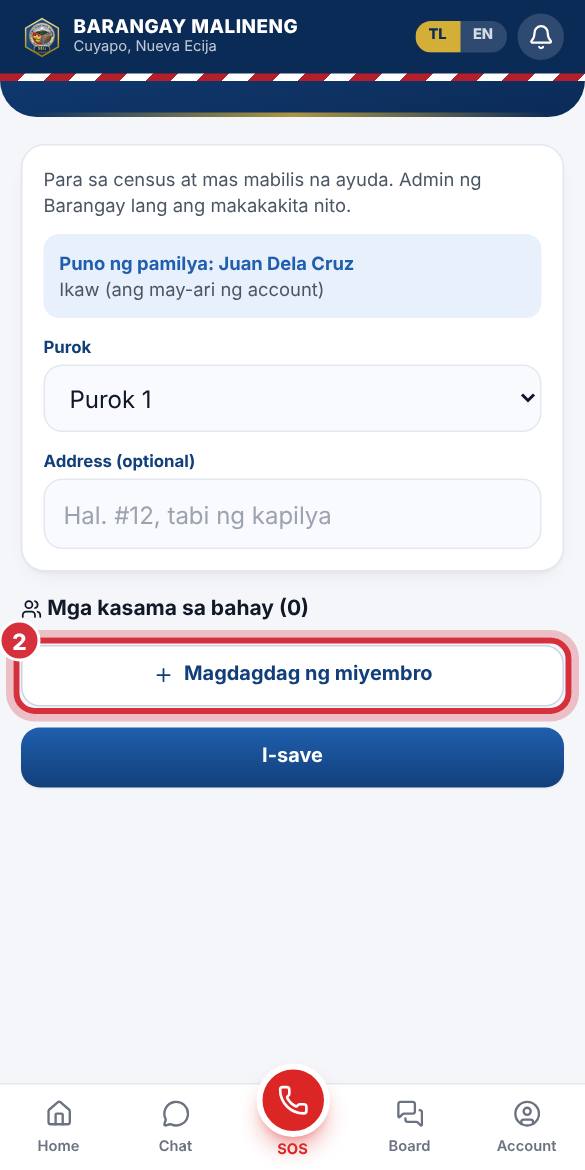 BARANGAY MALINENG
Cuyapo, Nueva Ecija
TL EN
Para sa census at mas mabilis na ayuda. Admin ng
Barangay lang ang makakakita nito.
Puno ng pamilya: Juan Dela Cruz
Ikaw (ang may-ari ng account)
Purok
Purok 1
Address (optional)
Hal. #12, tabi ng kapilya
Mga kasama sa bahay (0)
2
+ Magdagdag ng miyembro
I-save
Home Chat SOS Board Account